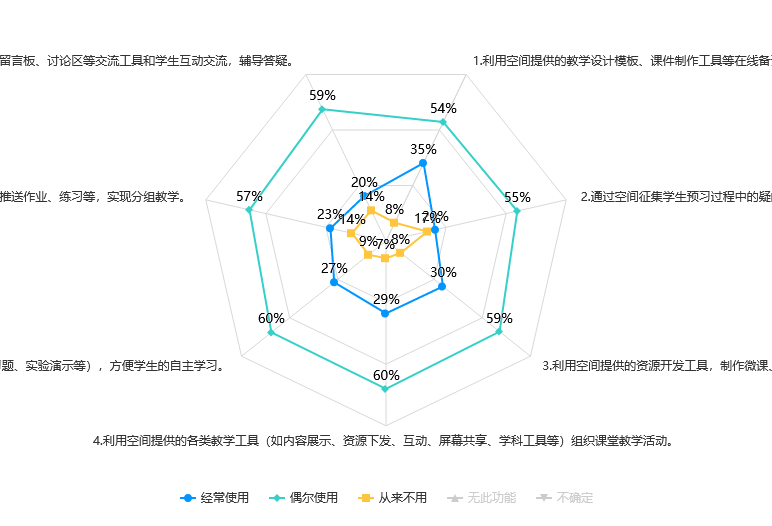 留言板、讨论区等交流工具和学生互动交流，辅导答疑。
1.利用空间提供的教学设计模板、课件制作工具等在线备
59%
54%
35%
20%
14%
8%
推送作业、练习等，实现分组教学。
57%
55%
2.通过空间征集学生预习过程中的疑
23%
14%
17%
20%
9%
7%
8%
27%
30%
29%
60%
59%
题、实验演示等），方便学生的自主学习。
3.利用空间提供的资源开发工具，制作微课、
60%
4.利用空间提供的各类教学工具（如内容展示、资源下发、互动、屏幕共享、学科工具等）组织课堂教学活动。
经常使用 偶尔使用 从来不用 无此功能 不确定